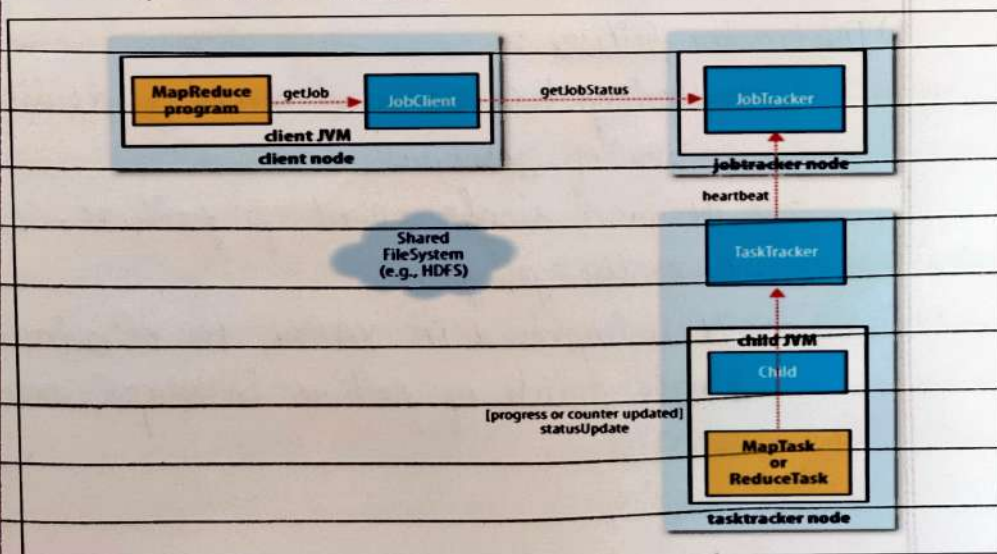 MapReduce
program
getJob
JobClient
client JVM
client node
getJobStatus
JobTracker
jobtracker node
heartbeat
Shared
FileSystem
(e.g., HDFS)
TaskTracker
child JVM
Child
[progress or counter updated]
statusUpdate
MapTask
or
ReduceTask
tasktracker node